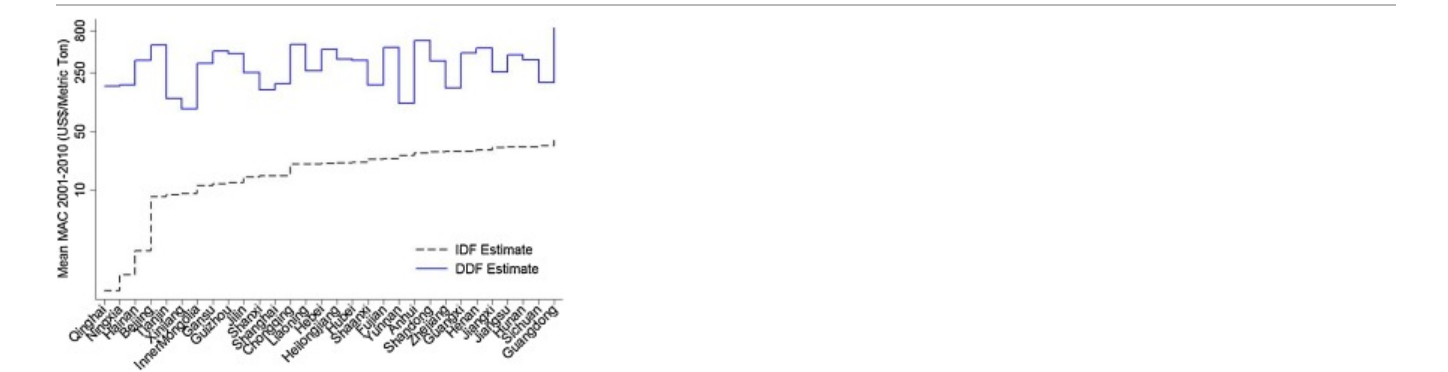 Mean MAC 2001-2010 (US$/Metric Ton)
800
250
50
10
IDF Estimate
DDF Estimate
Qinghai
Ningxia
Hainan
Beijing
Tianjin
Xinjiang
InnerMongolia
Gansu
Guizhou
Jilin
Shanxi
Shanghai
Chongqing
Liaoning
Hebei
Heilongjiang
Hubei
Shaanxi
Fujian
Yunnan
Anhui
Shandong
Zhejiang
Guangxi
Henan
Jiangxi
Jiangsu
Hunan
Sichuan
Guangdong